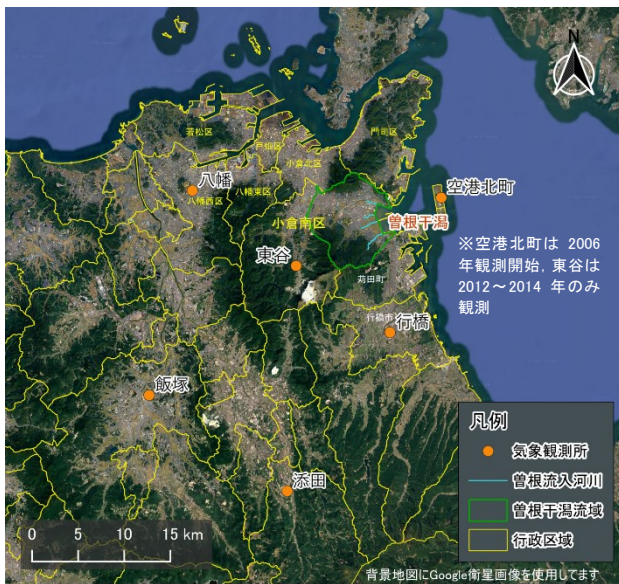 N
若松区
戸畑区
門司区
小倉北区
八幡
八幡東区
八幡西区
空港北町
小倉南区
曽根干潟
東谷
※空港北町は 2006
年観測開始, 東谷は
2012～2014 年のみ
観測
苅田町
行橋市
行橋
飯塚
添田
凡例
気象観測所
曽根流入河川
曽根干潟流域
行政区域
0 5 10 15 km
背景地図にGoogle衛星画像を使用してます